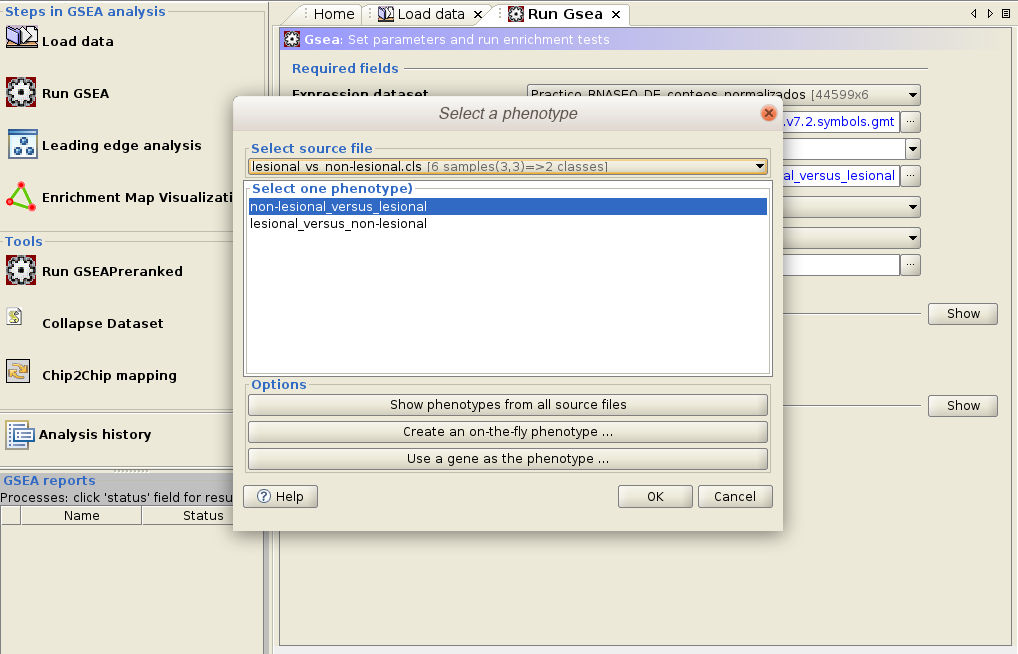 Steps in GSEA analysis
Load data
Run GSEA
Leading edge analysis
Enrichment Map Visualizati
Tools
Run GSEAPreranked
Collapse Dataset
Chip2Chip mapping
Analysis history
GSEA reports
Processes: click 'status' field for resu
Name Status
Home Load data Run Gsea
Gsea: Set parameters and run enrichment tests
Required fields
Expression dataset Practico_RNASEQ_DE_conteos_normalizados [44599x6
.v7.2.symbols.gmt ...
al_versus_lesional ...
...
Show
Show
Select a phenotype
Select source file
lesional vs non-lesional.cls [6 samples(3,3)=>2 classes]
Select one phenotype)
non-lesional_versus_lesional
lesional_versus_non-lesional
Options
Show phenotypes from all source files
Create an on-the-fly phenotype ...
Use a gene as the phenotype ...
? Help OK Cancel